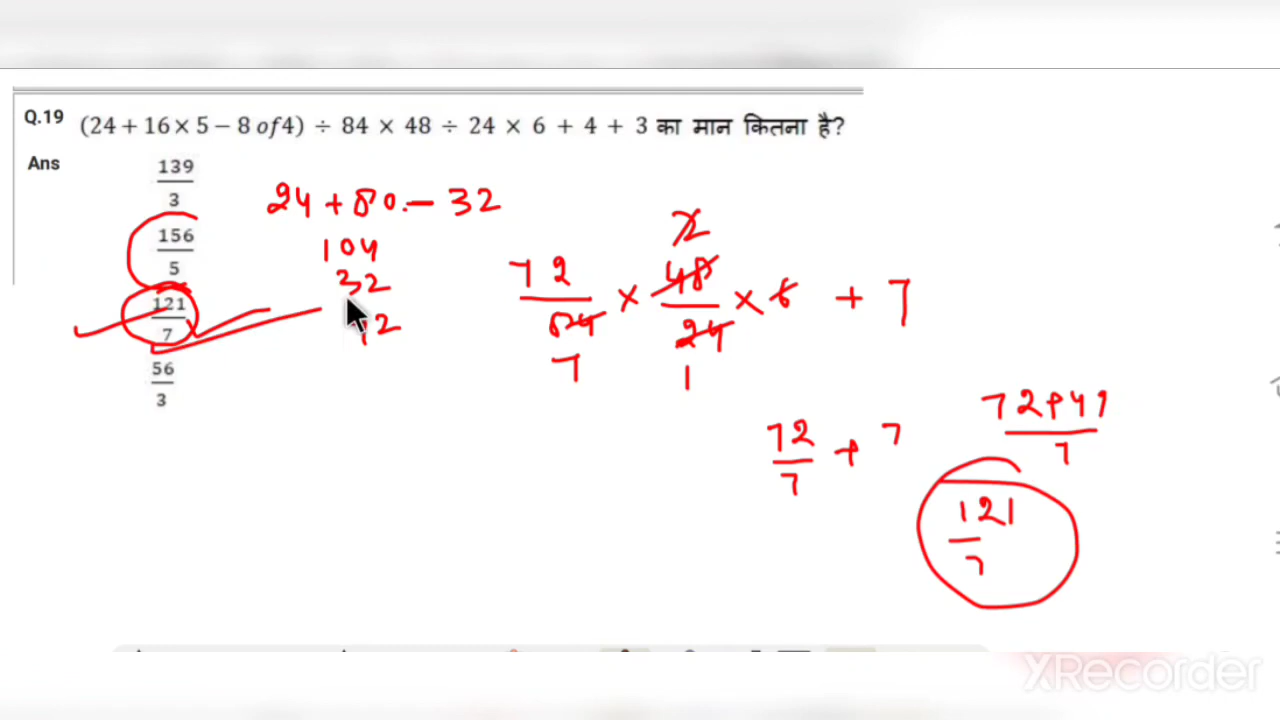 Q.19 (24 + 16 × 5 − 8 of 4) ÷ 84 × 48 ÷ 24 × 6 + 4 + 3 का मान कितना है?
Ans
139/3
156/5
121/7
56/3
24 + 80 − 32
104
32
72
72/84 × 48/24 × 6 + 7
7
2
1
72/7 + 7
72+49/7
121/7
XRecorder